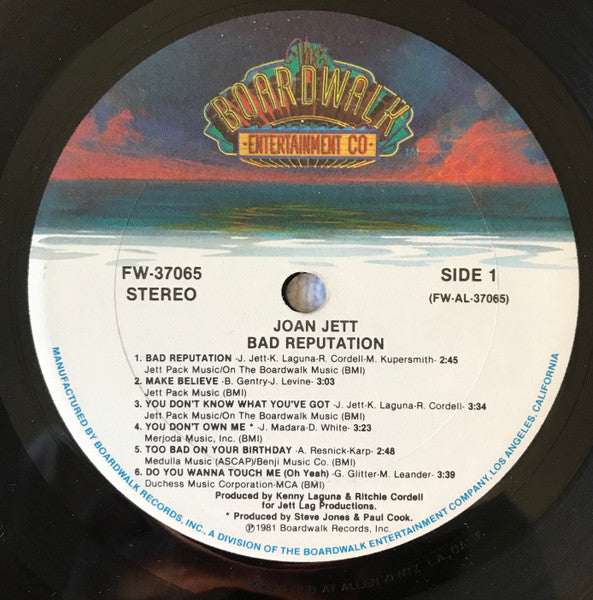 The
BOARDWALK
ENTERTAINMENT CO
TM
FW-37065
STEREO
SIDE 1
(FW-AL-37065)
JOAN JETT
BAD REPUTATION
1. BAD REPUTATION -J. Jett-K. Laguna-R. Cordell-M. Kupersmith- 2:45
Jett Pack Music/On The Boardwalk Music (BMI)
2. MAKE BELIEVE -B. Gentry-J. Levine- 3:03
Jett Pack Music (BMI)
3. YOU DON'T KNOW WHAT YOU'VE GOT -J. Jett-K. Laguna-R. Cordell- 3:34
Jett Pack Music/On The Boardwalk Music (BMI)
4. YOU DON'T OWN ME * -J. Madara-D. White- 3:23
Merjoda Music, Inc. (BMI)
5. TOO BAD ON YOUR BIRTHDAY -A. Resnick-Karp- 2:48
Medulla Music (ASCAP)/Benji Music Co. (BMI)
6. DO YOU WANNA TOUCH ME (Oh Yeah) -G. Glitter-M. Leander- 3:39
Duchess Music Corporation-MCA (BMI)
Produced by Kenny Laguna & Ritchie Cordell
for Jett Lag Productions.
* Produced by Steve Jones & Paul Cook.
℗1981 Boardwalk Records, Inc.
MANUFACTURED BY BOARDWALK RECORDS, INC., A DIVISION OF THE BOARDWALK ENTERTAINMENT COMPANY, LOS ANGELES, CALIFORNIA